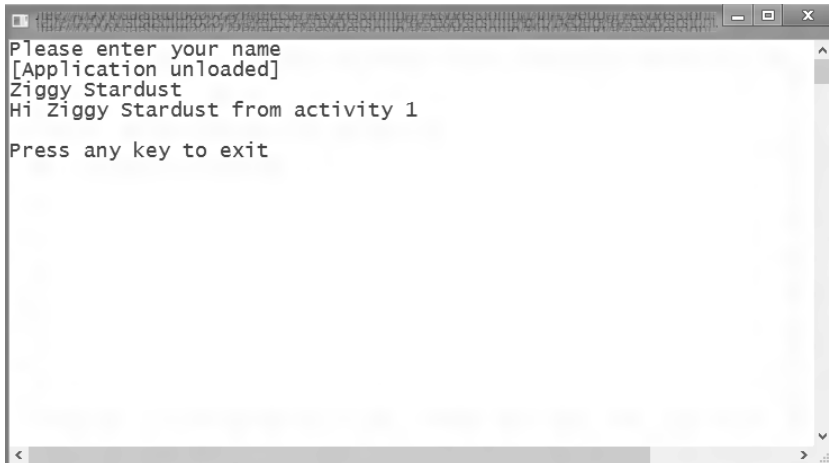 Please enter your name
[Application unloaded]
Ziggy Stardust
Hi Ziggy Stardust from activity 1
Press any key to exit